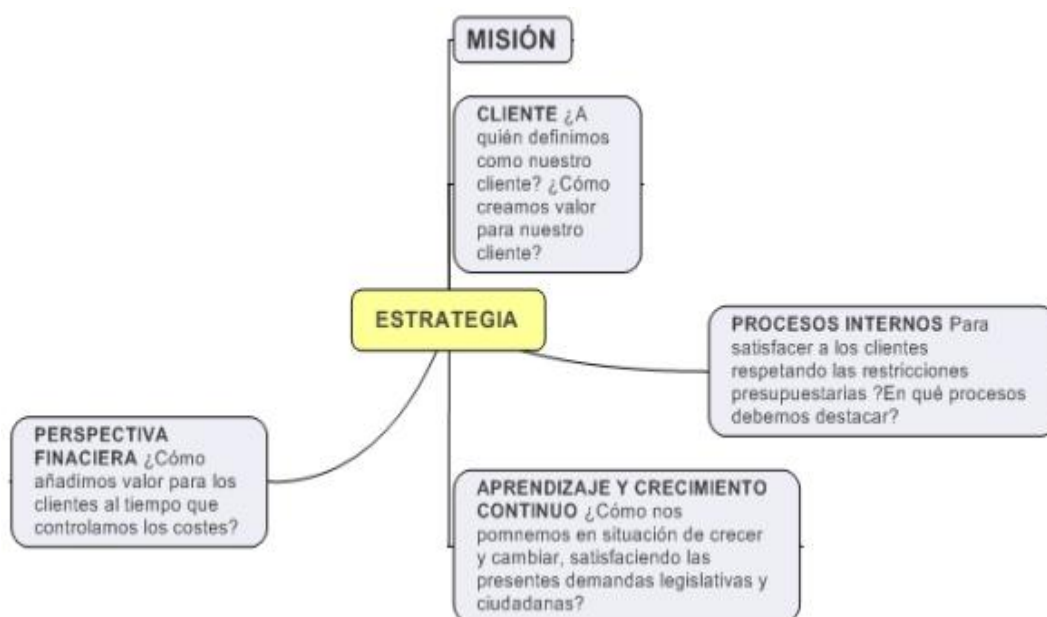 MISIÓN
CLIENTE ¿A
quién definimos
como nuestro
cliente? ¿Cómo
creamos valor
para nuestro
cliente?
ESTRATEGIA
PROCESOS INTERNOS Para
satisfacer a los clientes
respetando las restricciones
presupuestarias ?En qué procesos
debemos destacar?
PERSPECTIVA
FINACIERA ¿Cómo
añadimos valor para los
clientes al tiempo que
controlamos los costes?
APRENDIZAJE Y CRECIMIENTO
CONTINUO ¿Cómo nos
pomnemos en situación de crecer
y cambiar, satisfaciendo las
presentes demandas legislativas y
ciudadanas?